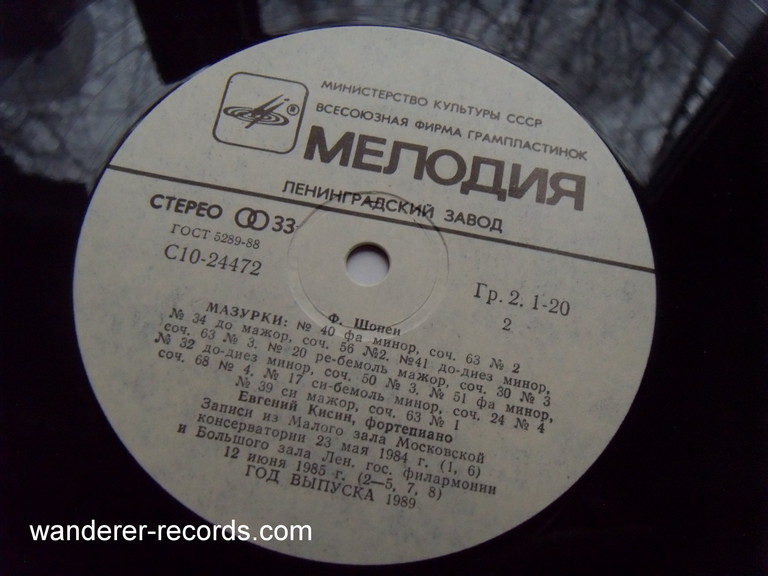 МИНИСТЕРСТВО КУЛЬТУРЫ СССР
ВСЕСОЮЗНАЯ ФИРМА ГРАМПЛАСТИНОК
®
МЕЛОДИЯ
ЛЕНИНГРАДСКИЙ ЗАВОД
СТЕРЕО 33
ГОСТ 5289-88
С10-24472
Гр. 2. 1-20
2
Ф. Шопен
МАЗУРКИ: № 40 фа минор, соч. 63 № 2
№ 34 до мажор, соч. 56 №2. №41 до-диез минор,
соч. 63 № 3. № 20 ре-бемоль мажор, соч. 30 № 3
№ 32 до-диез минор, соч. 50 № 3. № 51 фа минор,
соч. 68 № 4. № 17 си-бемоль минор, соч. 24 № 4
№ 39 си мажор, соч. 63 № 1
Евгений Кисин, фортепиано
Записи из Малого зала Московской
консерватории 23 мая 1984 г. (1, 6)
и Большого зала Лен. гос. филармонии
12 июня 1985 г. (2—5, 7, 8)
ГОД ВЫПУСКА 1989
wanderer-records.com